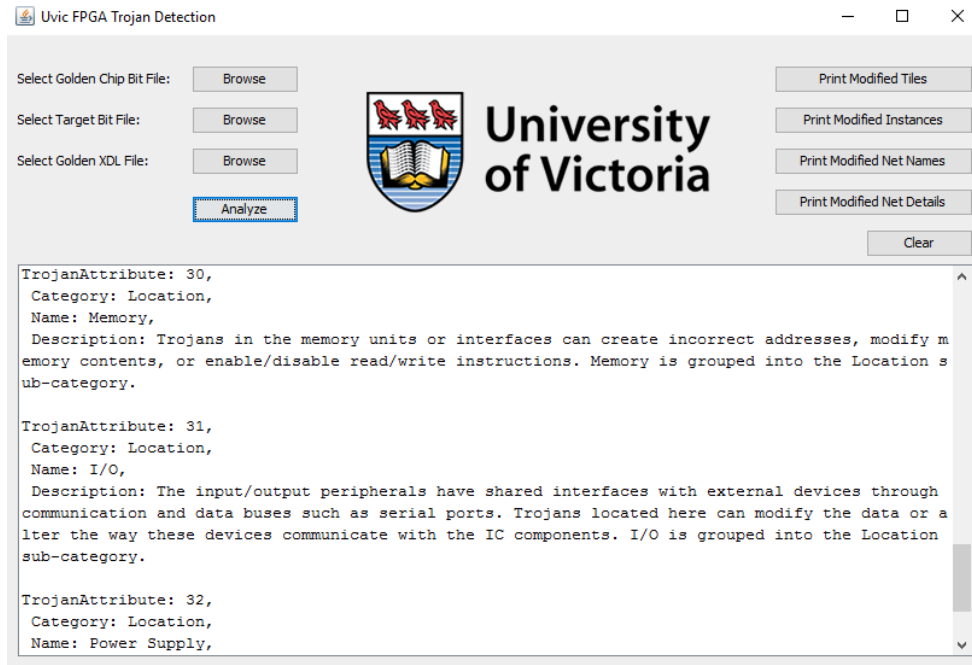 Uvic FPGA Trojan Detection
Select Golden Chip Bit File:
Browse
Print Modified Tiles
Select Target Bit File:
Browse
Print Modified Instances
Select Golden XDL File:
Browse
Print Modified Net Names
University
of Victoria
Analyze
Print Modified Net Details
Clear
TrojanAttribute: 30,
Category: Location,
Name: Memory,
Description: Trojans in the memory units or interfaces can create incorrect addresses, modify m
emory contents, or enable/disable read/write instructions. Memory is grouped into the Location s
ub-category.
TrojanAttribute: 31,
Category: Location,
Name: I/O,
Description: The input/output peripherals have shared interfaces with external devices through
communication and data buses such as serial ports. Trojans located here can modify the data or a
lter the way these devices communicate with the IC components. I/O is grouped into the Location
sub-category.
TrojanAttribute: 32,
Category: Location,
Name: Power Supply,